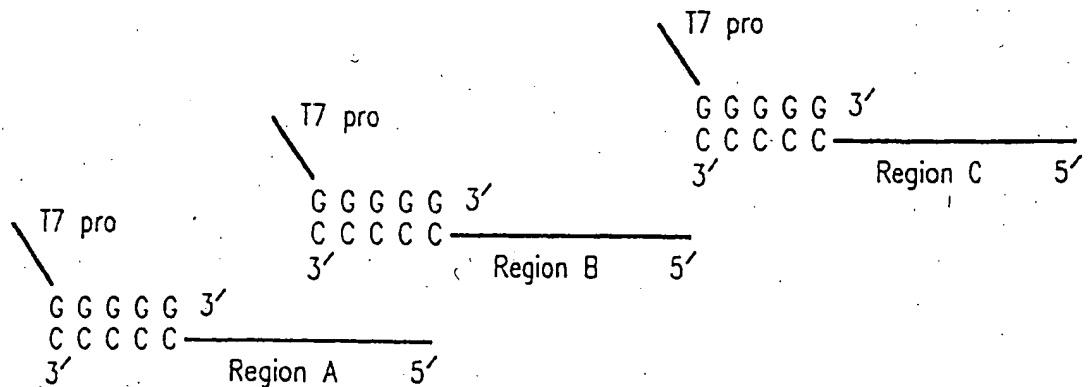 T7 pro
G G G G G 3′
C C C C C
3′ Region A 5′
T7 pro
G G G G G 3′
C C C C C
3′ Region B 5′
T7 pro
G G G G G 3′
C C C C C
3′ Region C 5′